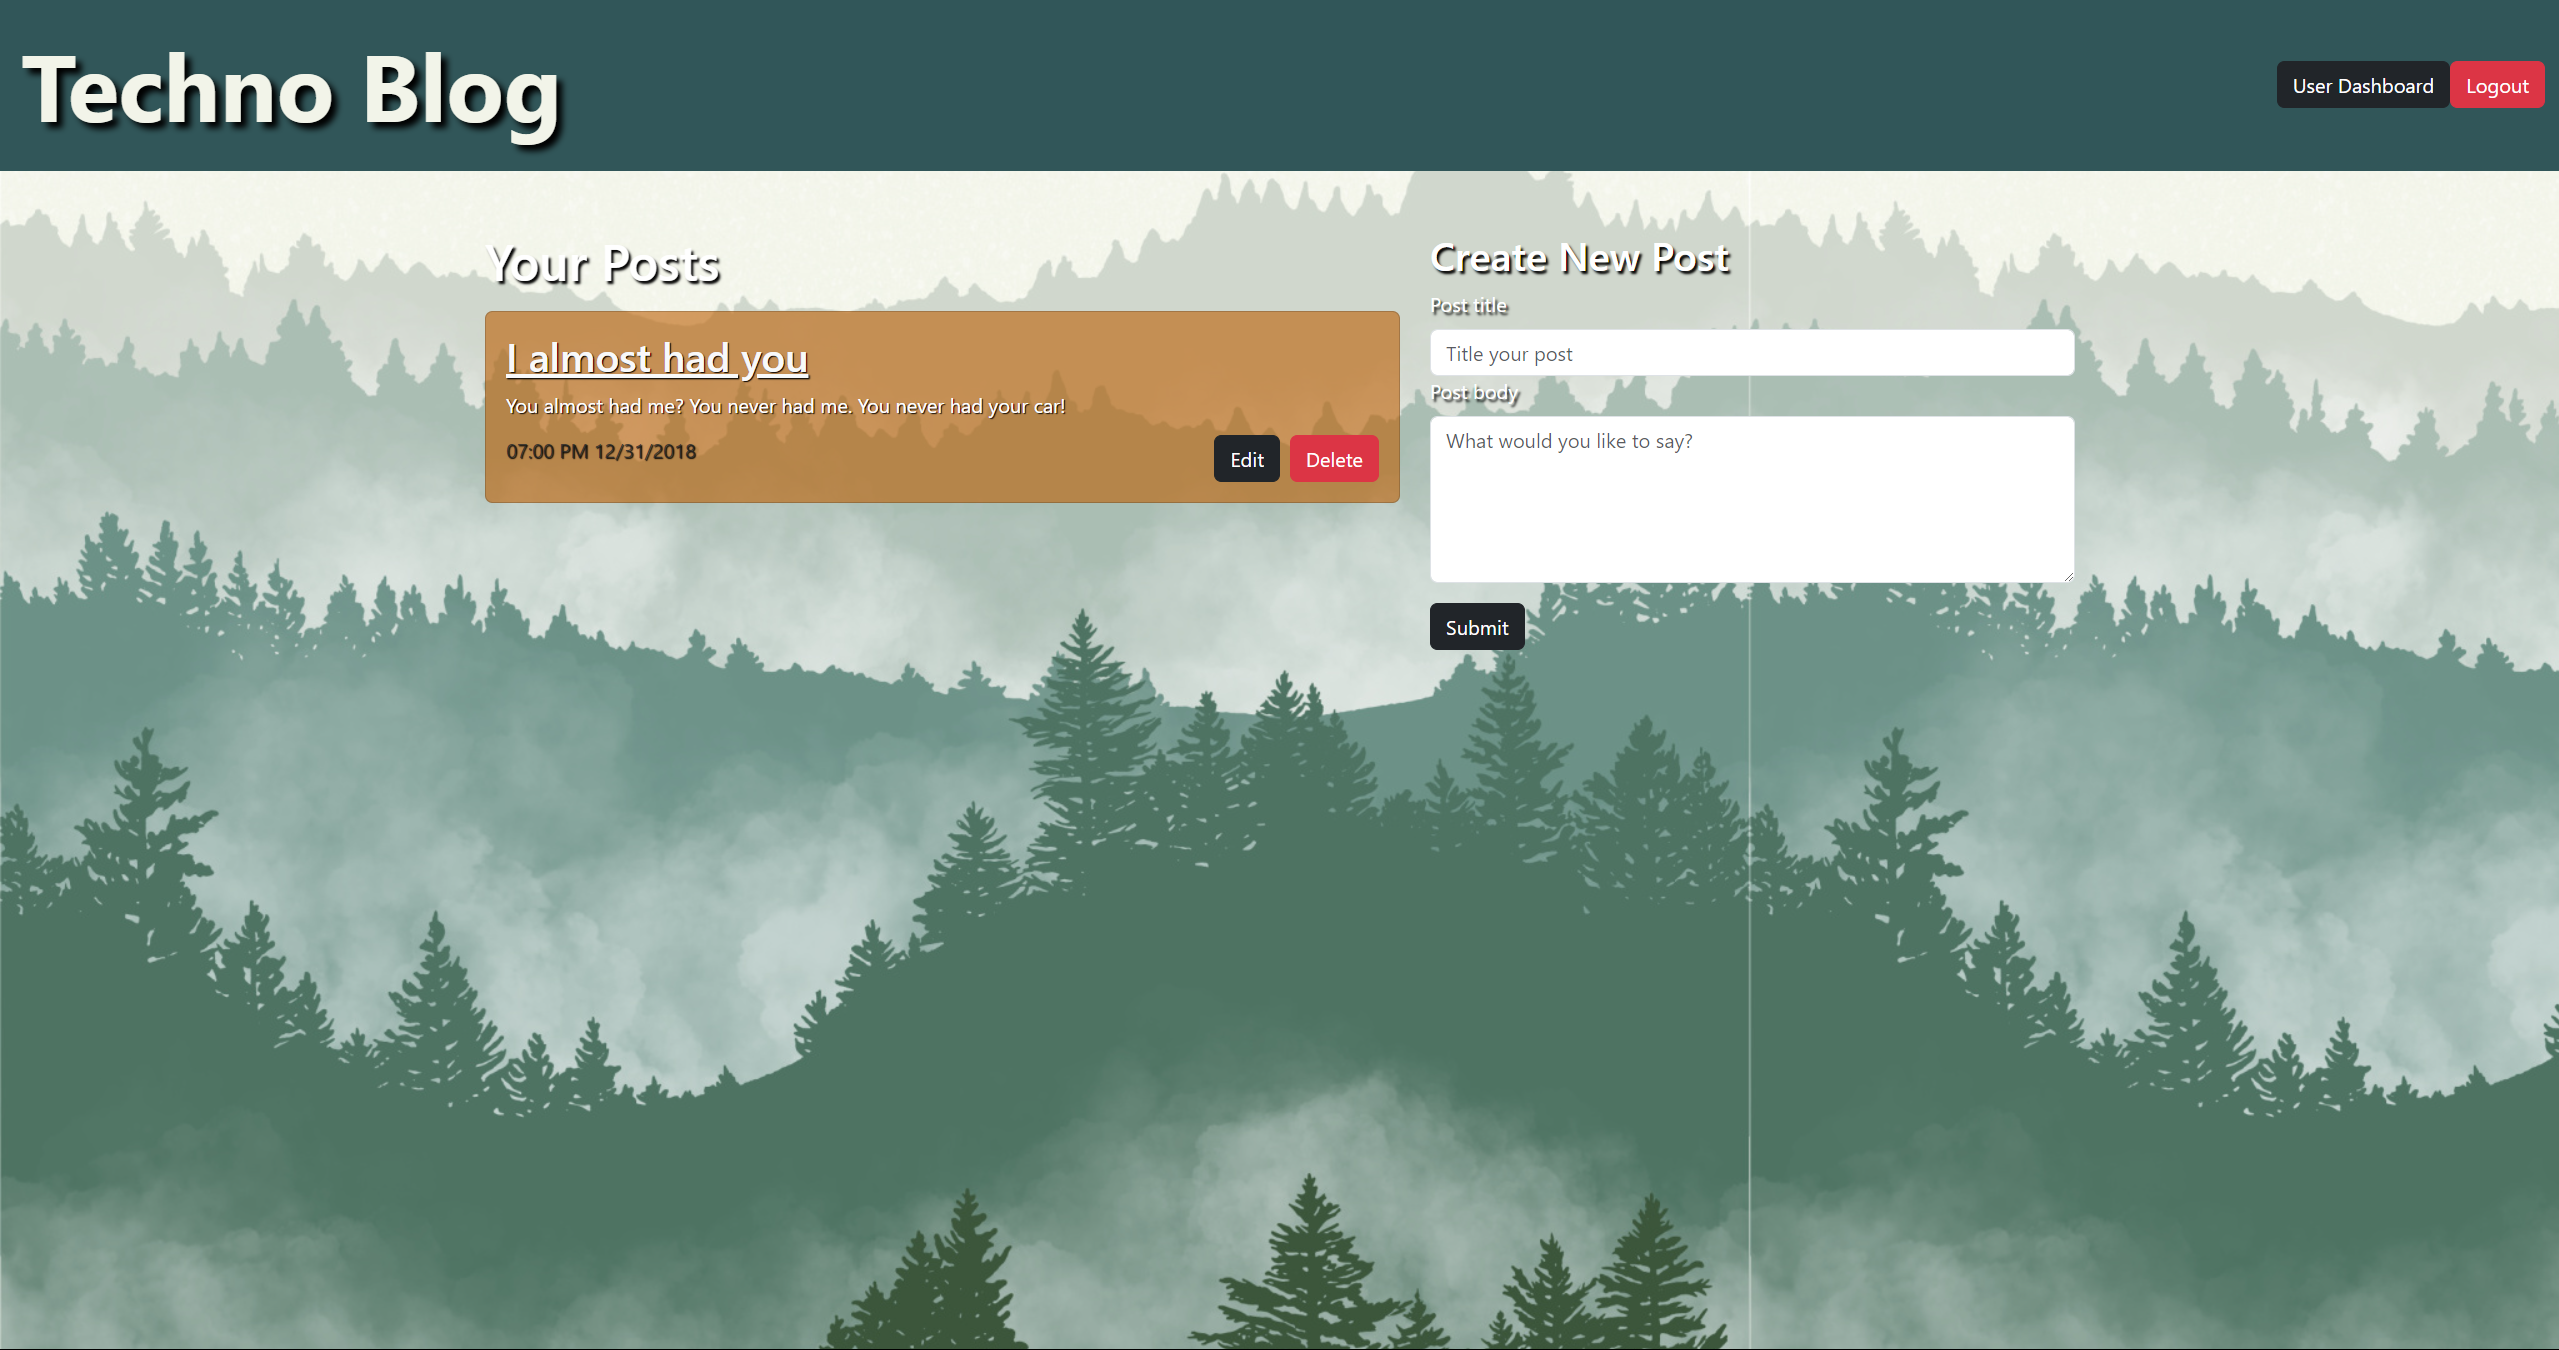 Techno Blog
User Dashboard
Logout
Your Posts
I almost had you
You almost had me? You never had me. You never had your car!
07:00 PM 12/31/2018
Edit
Delete
Create New Post
Post title
Title your post
Post body
What would you like to say?
Submit